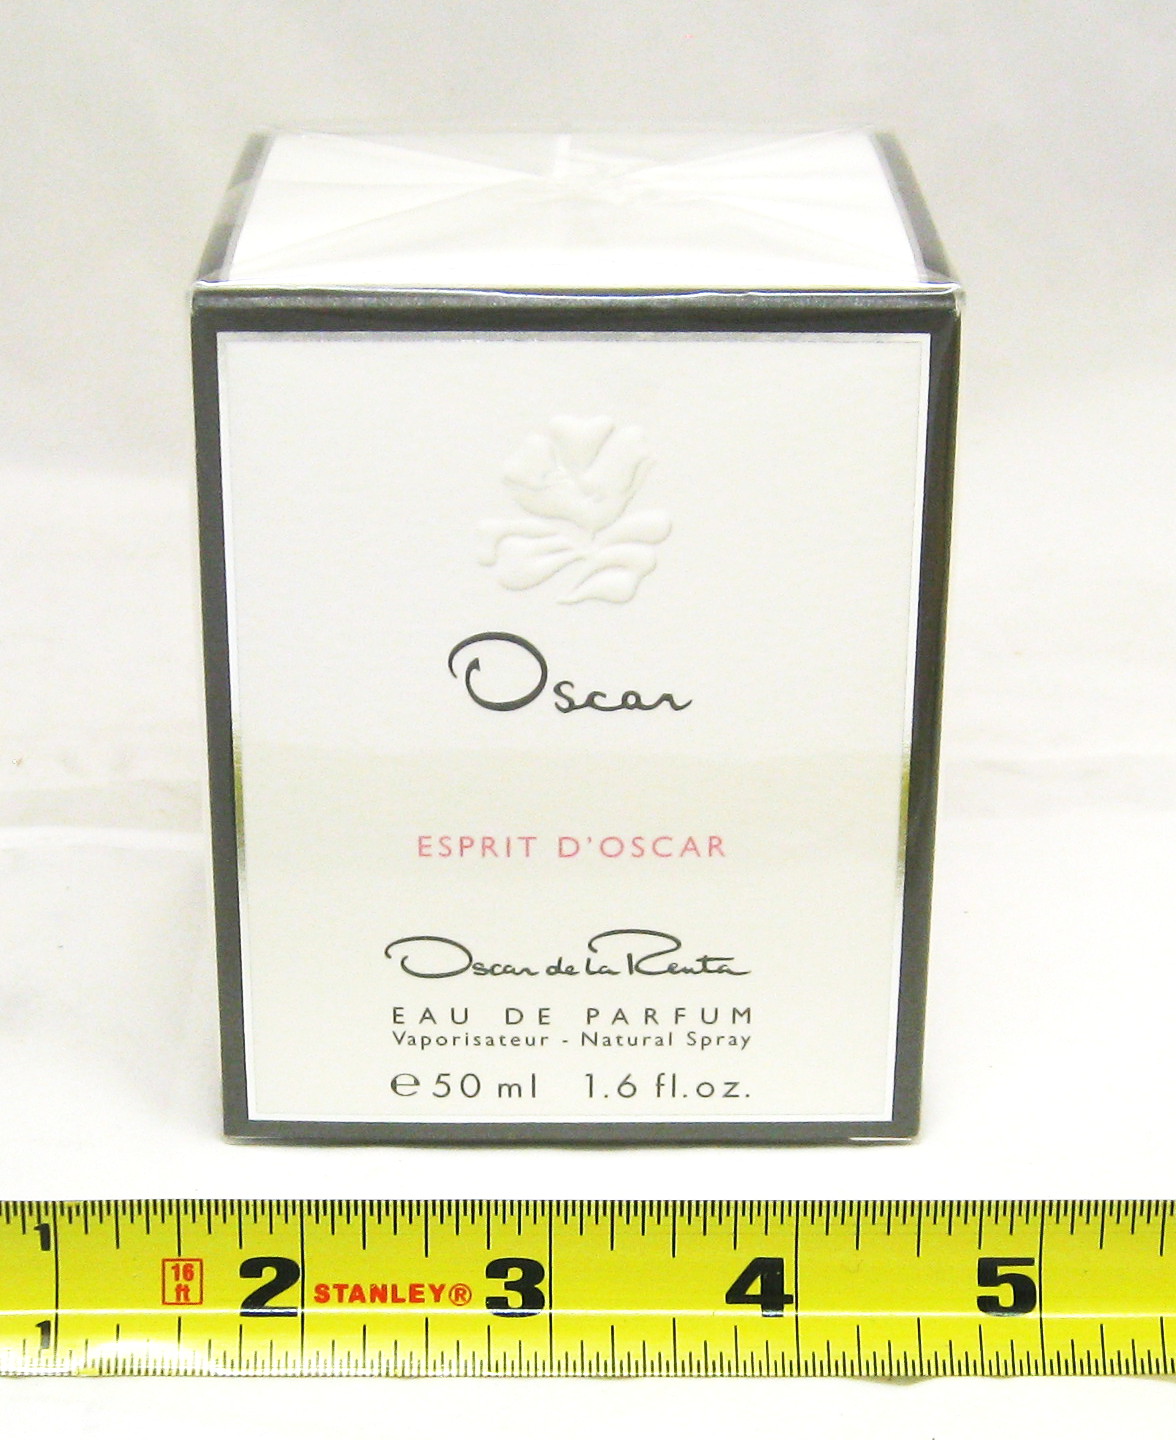 Oscar
ESPRIT D'OSCAR
Oscar de la Renta
EAU DE PARFUM
Vaporisateur - Natural Spray
℮ 50 ml 1.6 fl.oz.
1 16 ft 2 STANLEY® 3 4 5
1